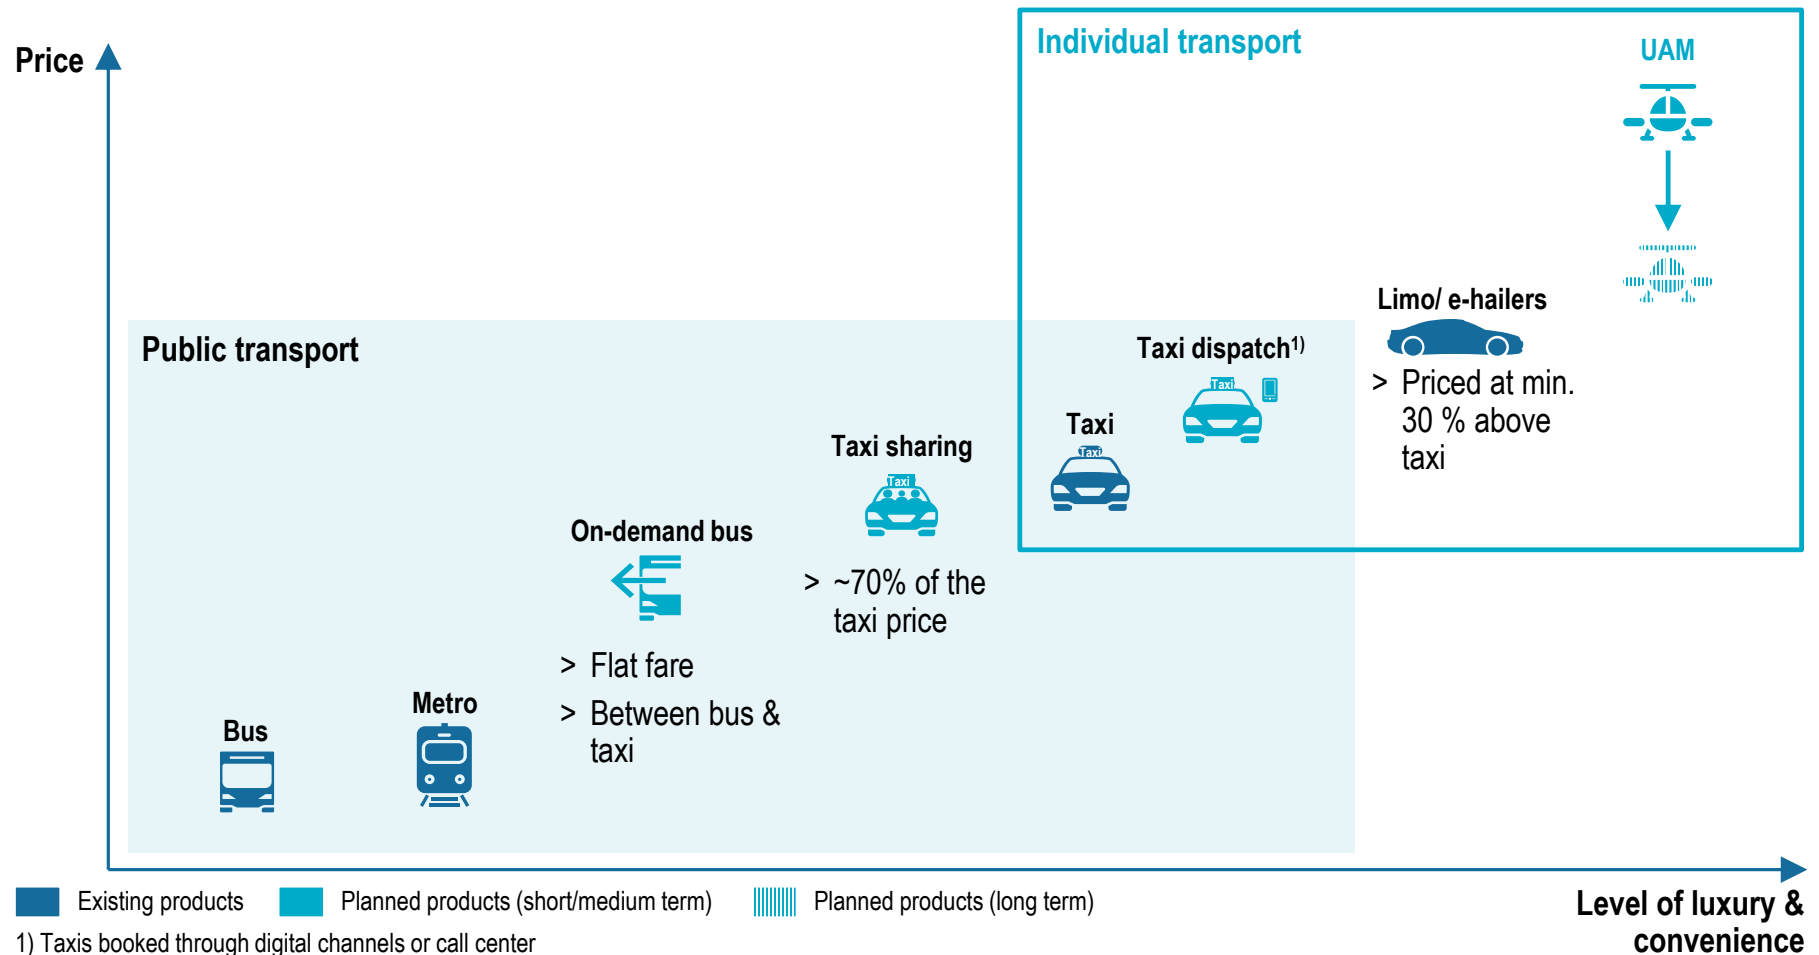 Price
Individual transport
UAM
Limo/ e-hailers
> Priced at min.
30 % above
taxi
Public transport
Taxi dispatch1)
Taxi
Taxi
Taxi
Taxi sharing
Taxi
> ~70% of the
taxi price
On-demand bus
> Flat fare
> Between bus &
taxi
Metro
Bus
Existing products
Planned products (short/medium term)
Planned products (long term)
Level of luxury &
convenience
1) Taxis booked through digital channels or call center